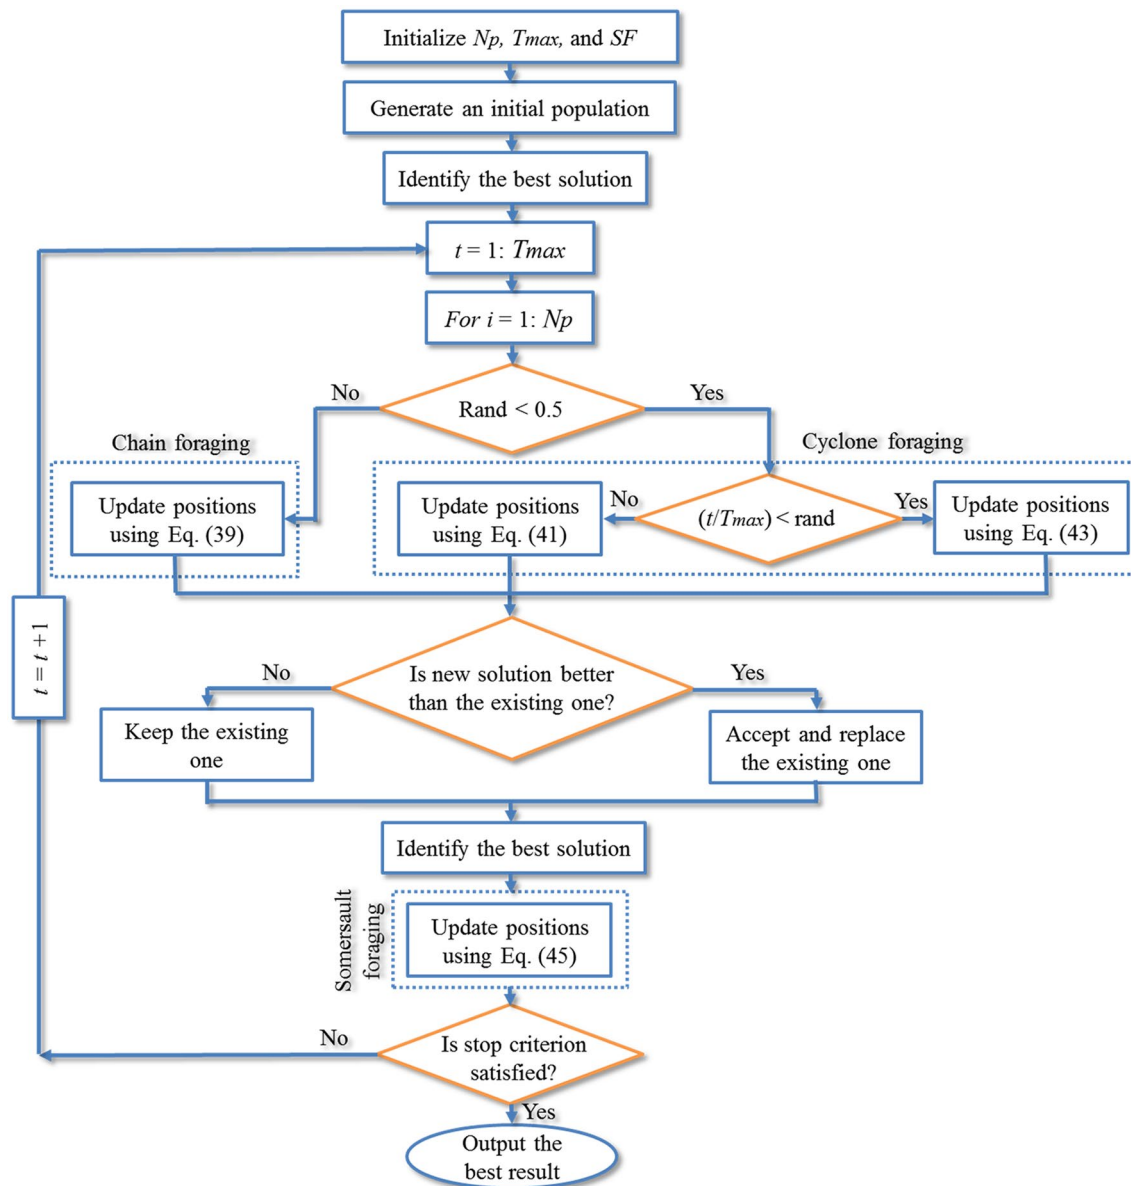 Initialize Np, Tmax, and SF
Generate an initial population
Identify the best solution
t = 1: Tmax
For i = 1: Np
No
Rand < 0.5
Yes
Chain foraging
Cyclone foraging
Update positions
using Eq. (39)
Update positions
using Eq. (41)
No
(t/Tmax) < rand
Yes
Update positions
using Eq. (43)
t = t +1
No
Is new solution better
than the existing one?
Yes
Keep the existing
one
Accept and replace
the existing one
Identify the best solution
Somersault
foraging
Update positions
using Eq. (45)
No
Is stop criterion
satisfied?
Yes
Output the
best result